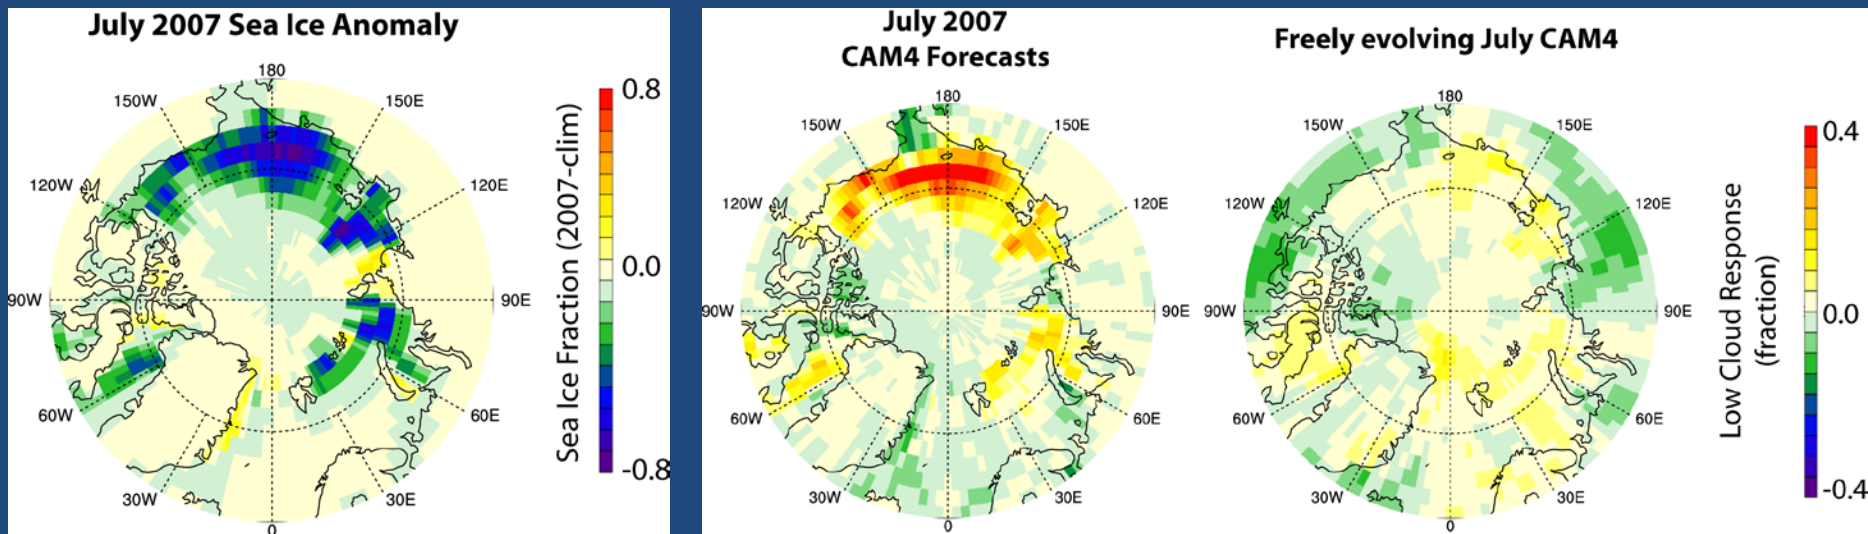 July 2007 Sea Ice Anomaly
180
150W
150E
120W
120E
90W
90E
60W
60E
30W
30E
0
Sea Ice Fraction (2007-clim)
0.8
0.0
-0.8
July 2007
CAM4 Forecasts
180
150W
150E
120W
120E
90W
90E
60W
60E
30W
30E
0
Freely evolving July CAM4
180
150W
150E
120W
120E
90W
90E
60W
60E
30W
30E
0
Low Cloud Response
(fraction)
0.4
0.0
-0.4